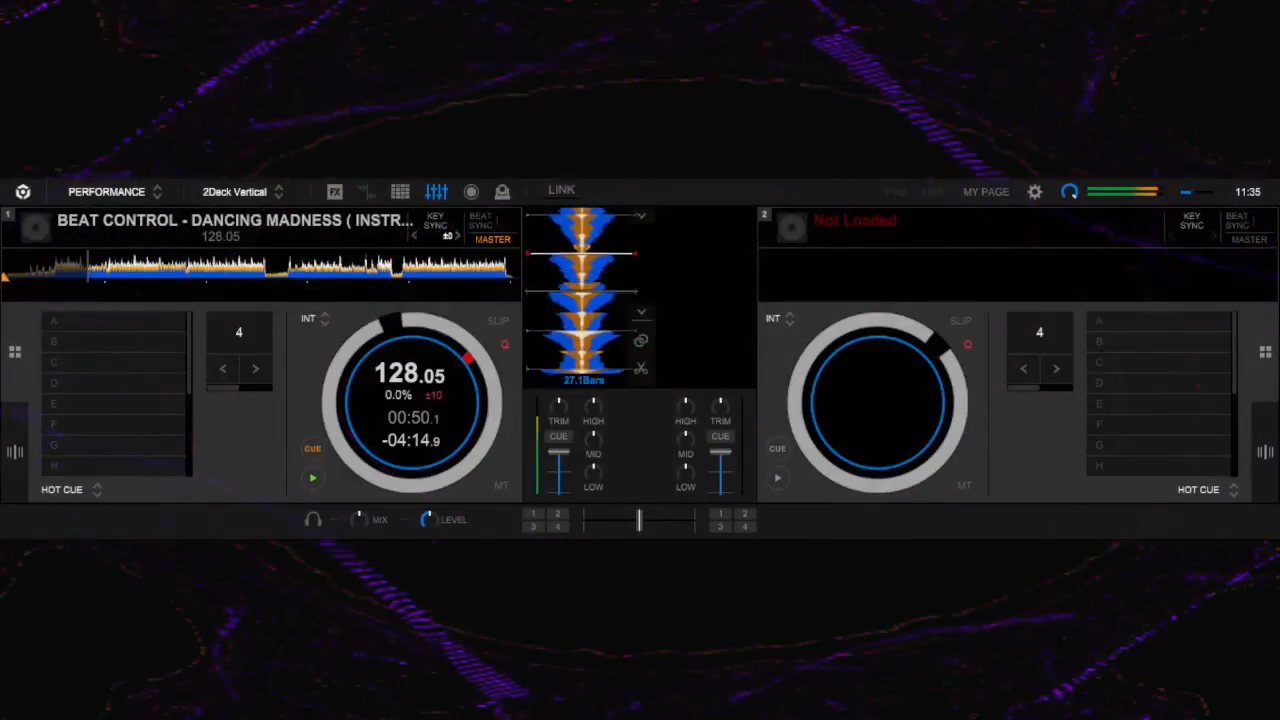 PERFORMANCE
2Deck Vertical
FX
LINK
MY PAGE
11:35
1
BEAT CONTROL - DANCING MADNESS ( INSTR...
128.05
KEY SYNC
±0
BEAT SYNC
MASTER
2
Not Loaded
KEY SYNC
BEAT SYNC
MASTER
A
B
C
D
E
F
G
H
HOT CUE
4
INT
SLIP
Q
128.05
0.0% ±10
00:50.1
-04:14.9
CUE
MT
27.1Bars
TRIM
HIGH
CUE
MID
LOW
HIGH
TRIM
CUE
MID
LOW
INT
SLIP
Q
CUE
MT
4
A
B
C
D
E
F
G
H
HOT CUE
MIX
LEVEL
1 2
3 4
1 2
3 4